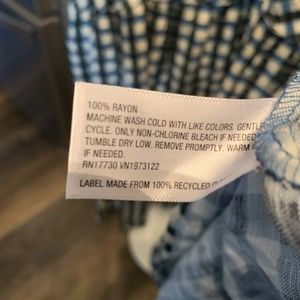 100% RAYON
MACHINE WASH COLD WITH LIKE COLORS. GENTLE
CYCLE. ONLY NON-CHLORINE BLEACH IF NEEDED
TUMBLE DRY LOW. REMOVE PROMPTLY. WARM
IF NEEDED.
RN17730 VN1973122
LABEL MADE FROM 100% RECYCLED